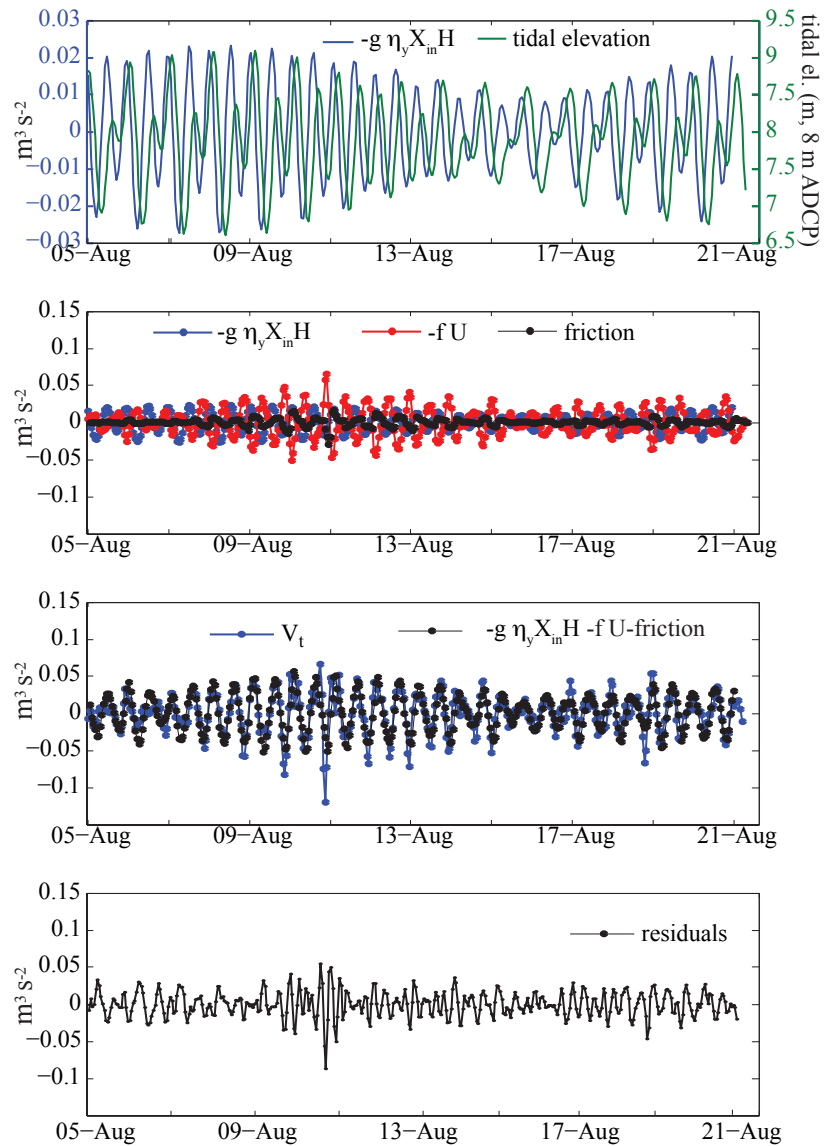 -g ηyXinH tidal elevation
0.03
0.02
0.01
0
−0.01
−0.02
−0.03
m³ s⁻²
9.5
9
8.5
8
7.5
7
6.5
tidal el. (m, 8 m ADCP)
05−Aug 09−Aug 13−Aug 17−Aug 21−Aug
-g ηyXinH -f U friction
0.15
0.1
0.05
0
−0.05
−0.1
m³ s⁻²
05−Aug 09−Aug 13−Aug 17−Aug 21−Aug
Vt -g ηyXinH -f U-friction
0.15
0.1
0.05
0
−0.05
−0.1
m³ s⁻²
05−Aug 09−Aug 13−Aug 17−Aug 21−Aug
residuals
0.15
0.1
0.05
0
−0.05
−0.1
m³ s⁻²
05−Aug 09−Aug 13−Aug 17−Aug 21−Aug